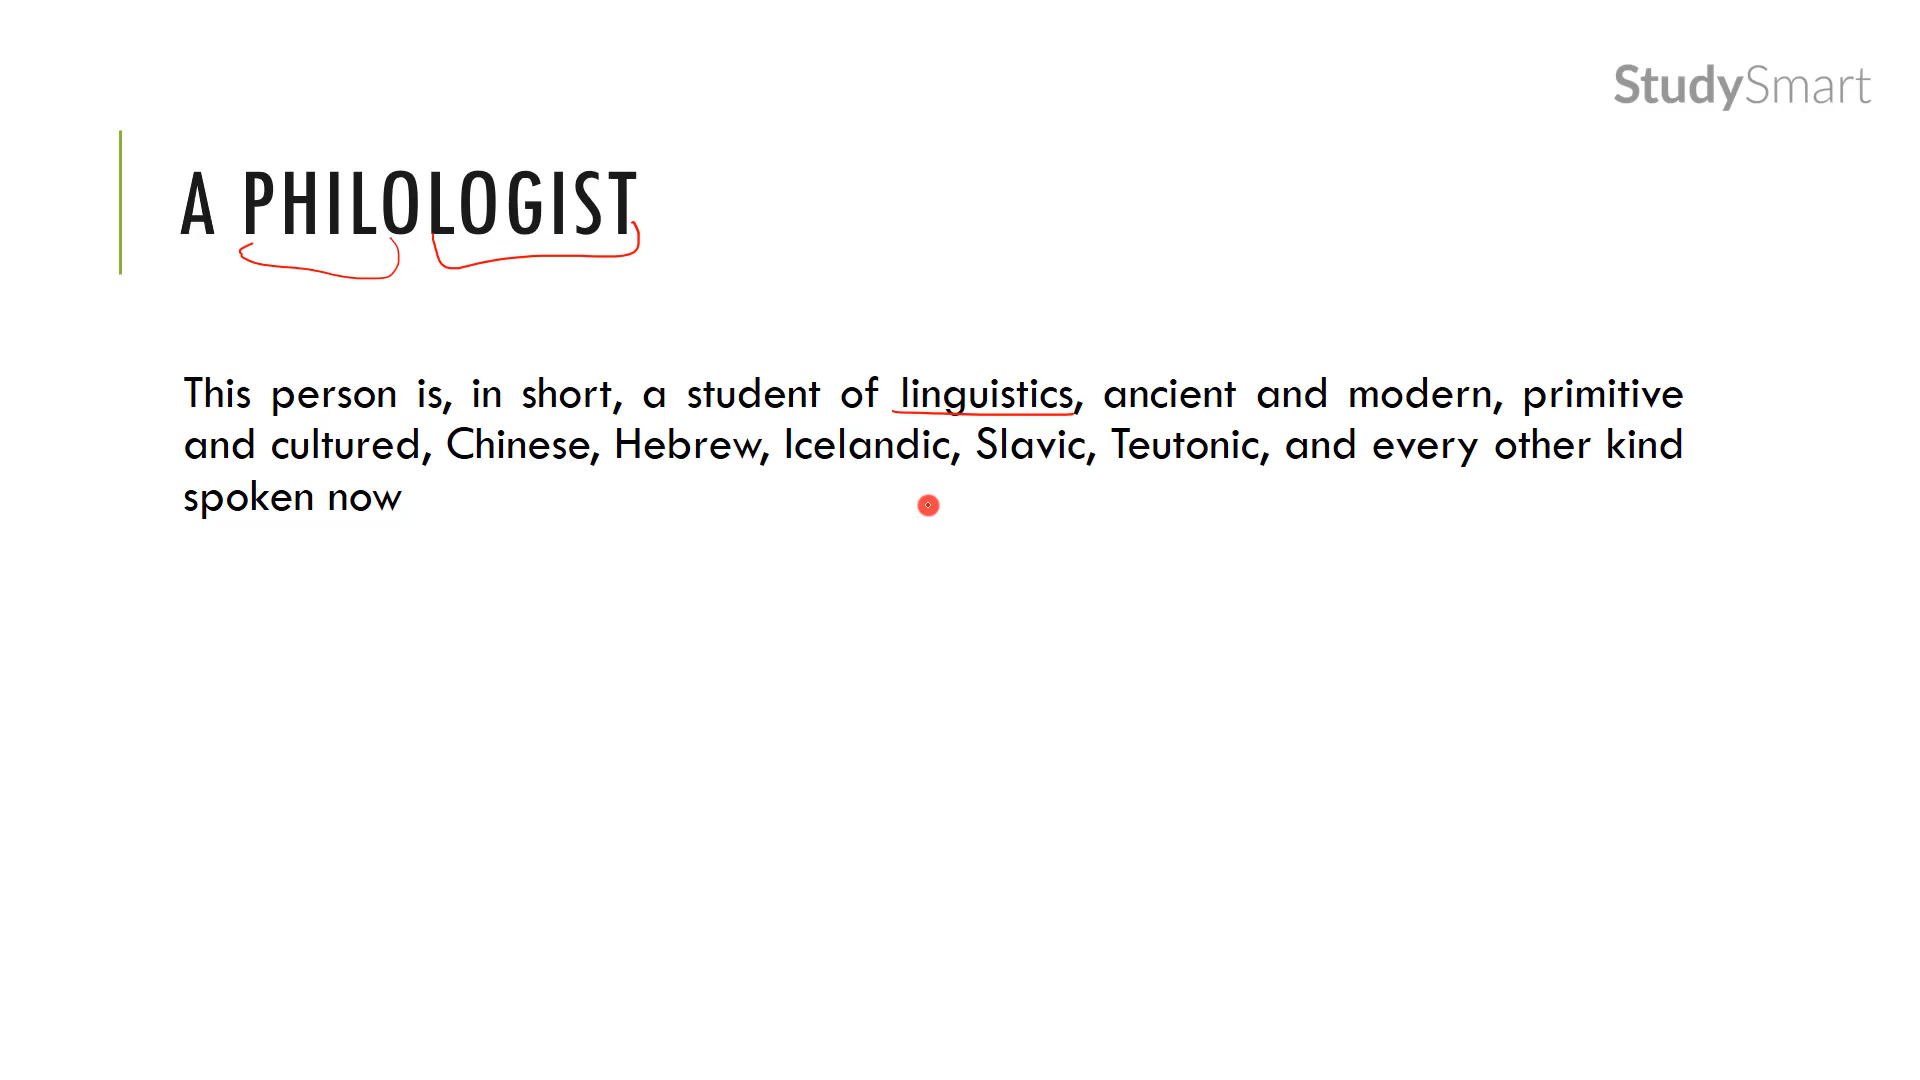 StudySmart
A PHILOLOGIST
This person is, in short, a student of linguistics, ancient and modern, primitive
and cultured, Chinese, Hebrew, Icelandic, Slavic, Teutonic, and every other kind
spoken now